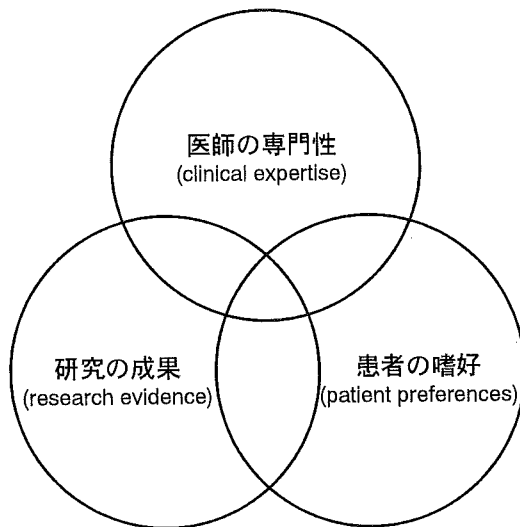 医師の専門性
(clinical expertise)
研究の成果
(research evidence)
患者の嗜好
(patient preferences)